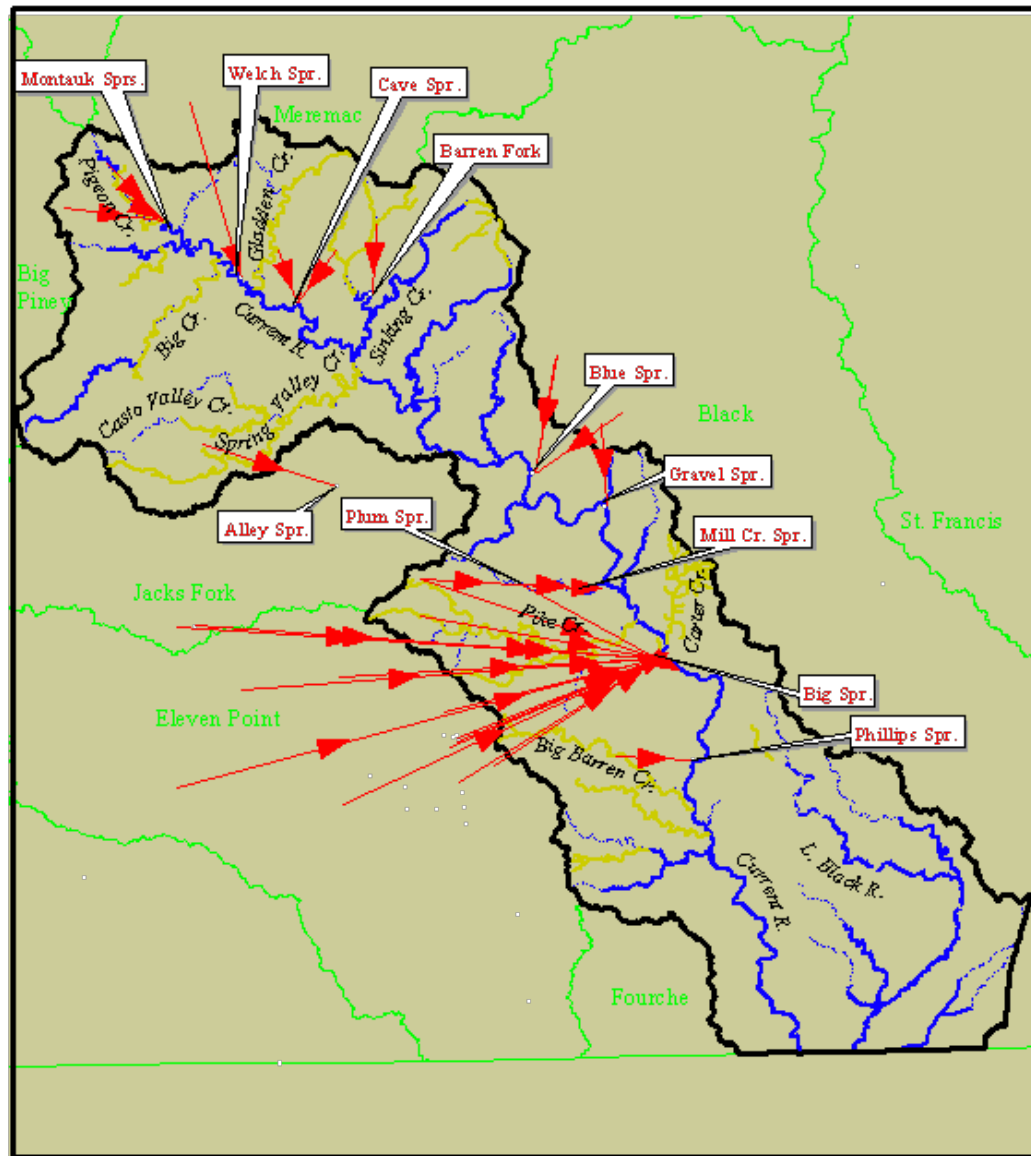 Montauk Sprs.
Welch Spr.
Cave Spr.
Meremac
Barren Fork
Pigeon Cr.
Gladden Cr.
Big
Piney
Big Cr.
Current R.
Sinking Cr.
Casto Valley Cr.
Spring Valley Cr.
Blue Spr.
Black
Gravel Spr.
Plum Spr.
Alley Spr.
Mill Cr. Spr.
St. Francis
Jacks Fork
Pike Cr.
Carter Cr.
Big Spr.
Eleven Point
Phillips Spr.
Big Barren Cr.
Current R.
L. Black R.
Fourche